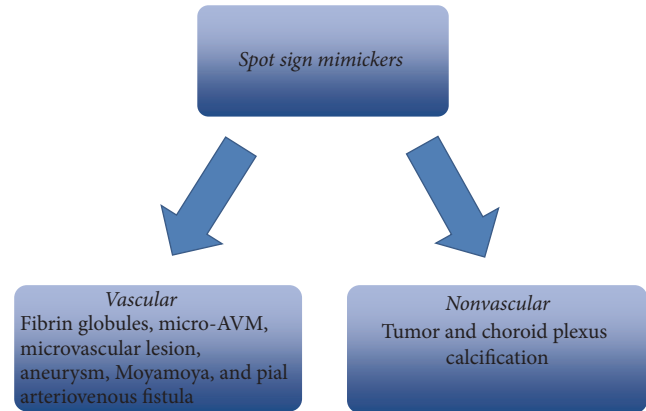 Spot sign mimickers
Vascular
Fibrin globules, micro-AVM,
microvascular lesion,
aneurysm, Moyamoya, and pial
arteriovenous fistula
Nonvascular
Tumor and choroid plexus
calcification